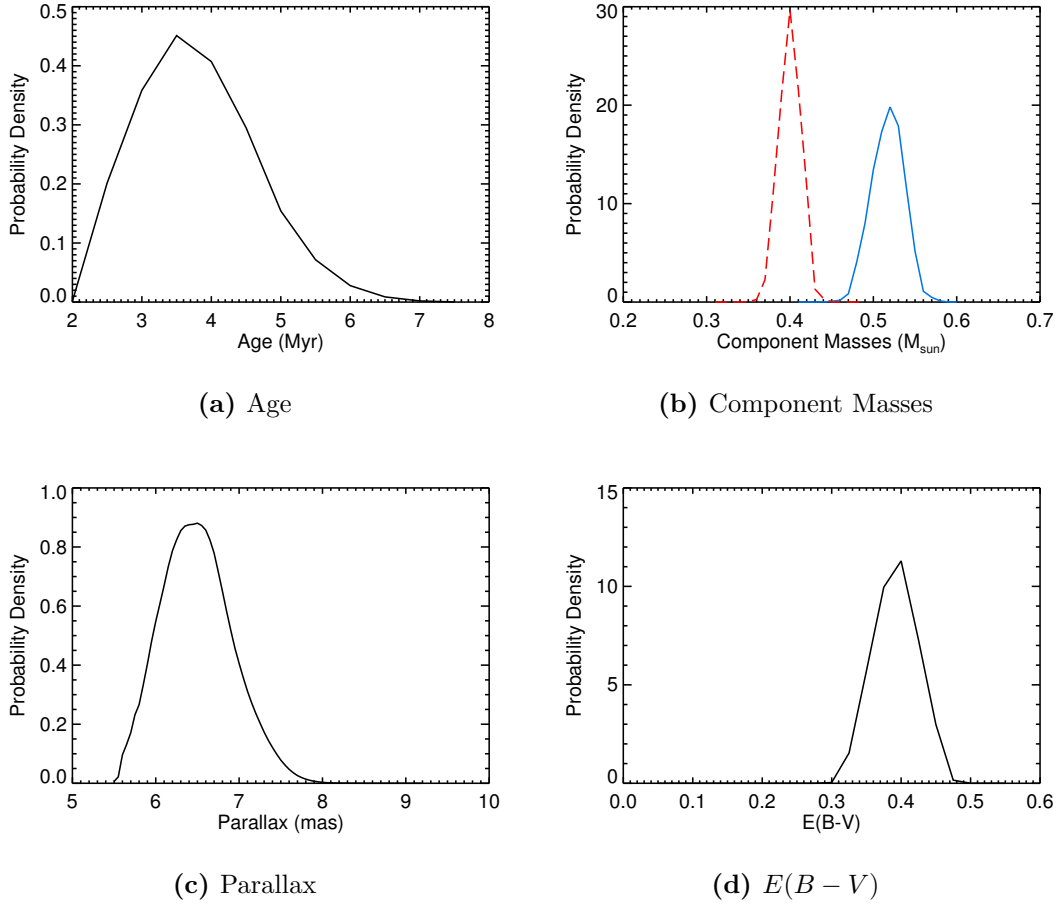 0.5
0.4
0.3
0.2
0.1
0.0
Probability Density
2 3 4 5 6 7 8
Age (Myr)
(a) Age
30
20
10
0
Probability Density
0.2 0.3 0.4 0.5 0.6 0.7
Component Masses (Msun)
(b) Component Masses
1.0
0.8
0.6
0.4
0.2
0.0
Probability Density
5 6 7 8 9 10
Parallax (mas)
(c) Parallax
15
10
5
0
Probability Density
0.0 0.1 0.2 0.3 0.4 0.5 0.6
E(B-V)
(d) E(B − V)